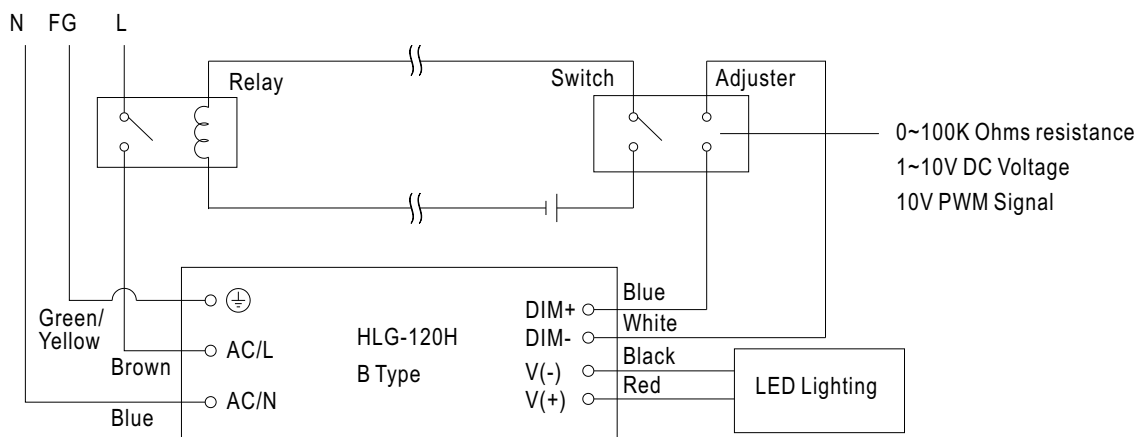 N FG L
Relay
Switch
Adjuster
0~100K Ohms resistance
1~10V DC Voltage
10V PWM Signal
Green/
Yellow
Brown
Blue
AC/L
AC/N
HLG-120H
B Type
DIM+
DIM-
V(-)
V(+)
Blue
White
Black
Red
LED Lighting